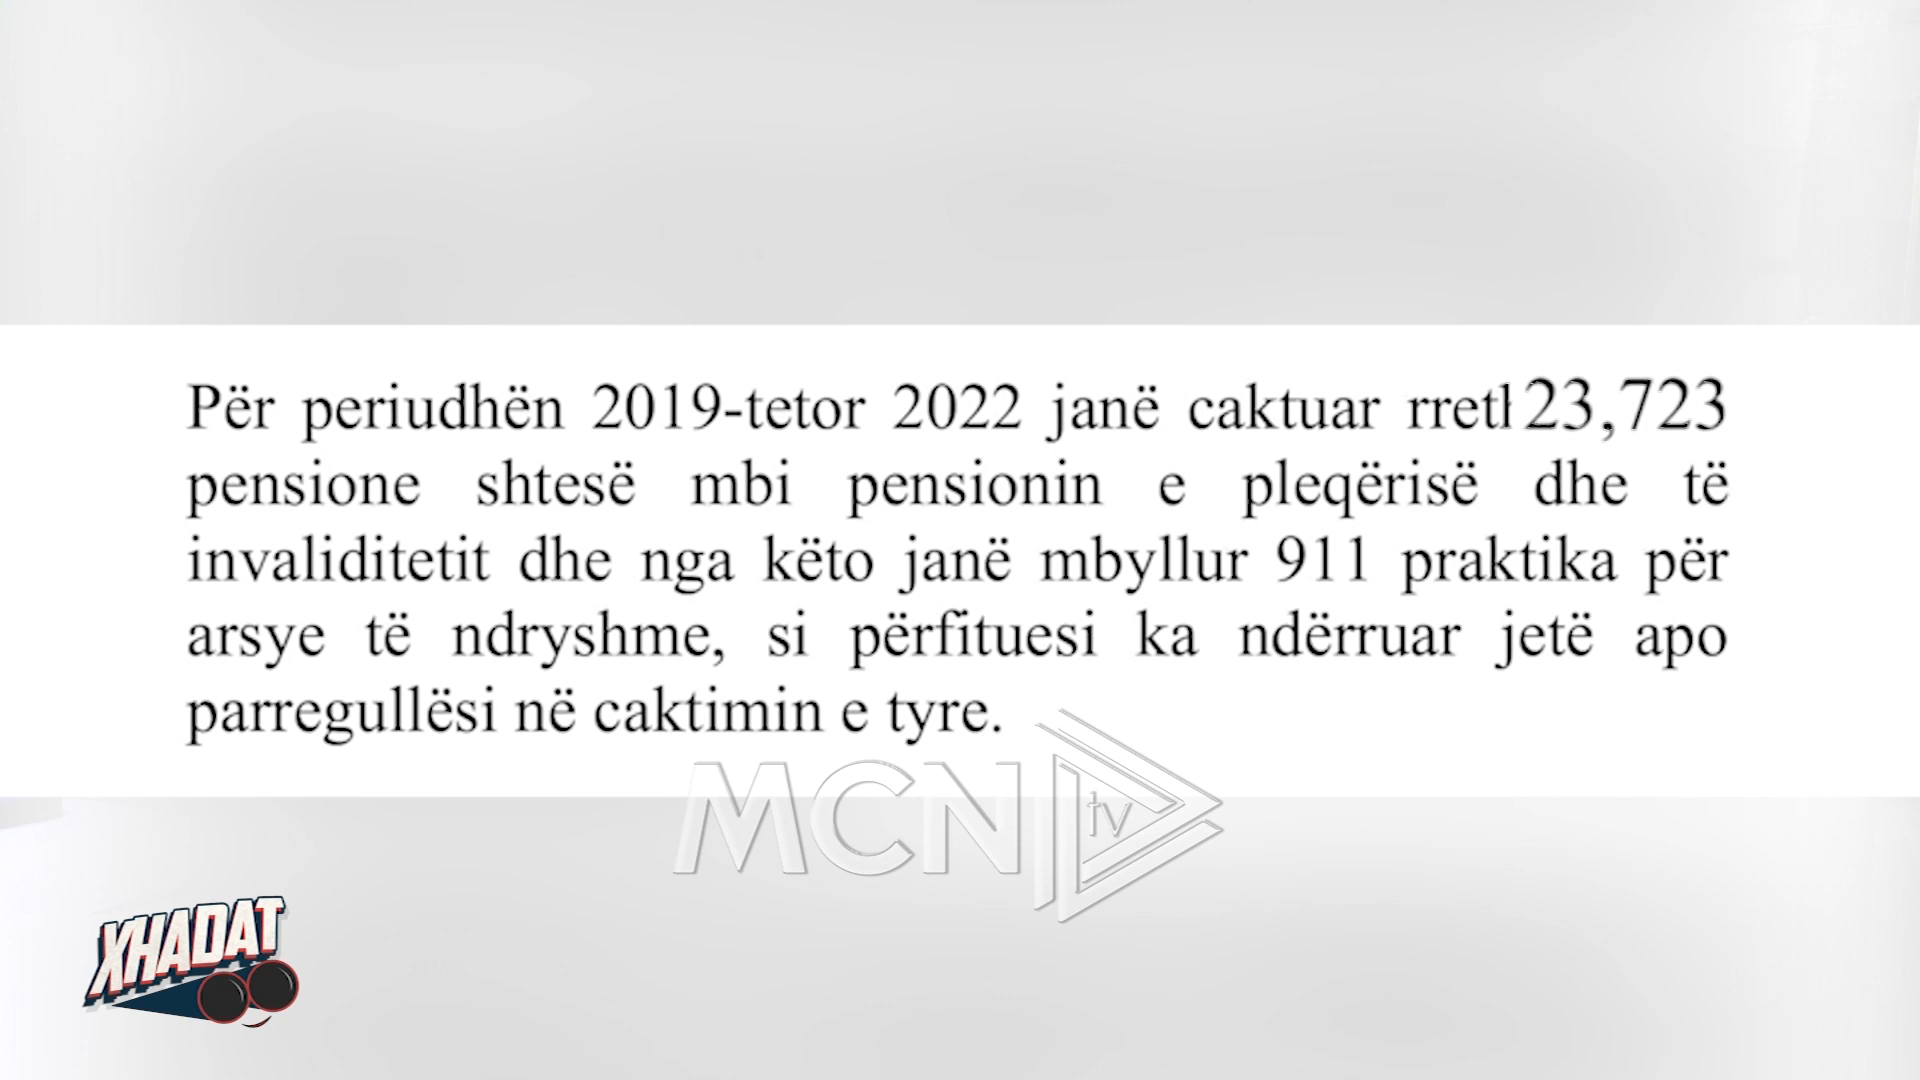 Për periudhën 2019-tetor 2022 janë caktuar rreth 23,723
pensione shtesë mbi pensionin e pleqërisë dhe të
invaliditetit dhe nga këto janë mbyllur 911 praktika për
arsye të ndryshme, si përfituesi ka ndërruar jetë apo
parregullësi në caktimin e tyre.
MCN tv
XHADAT